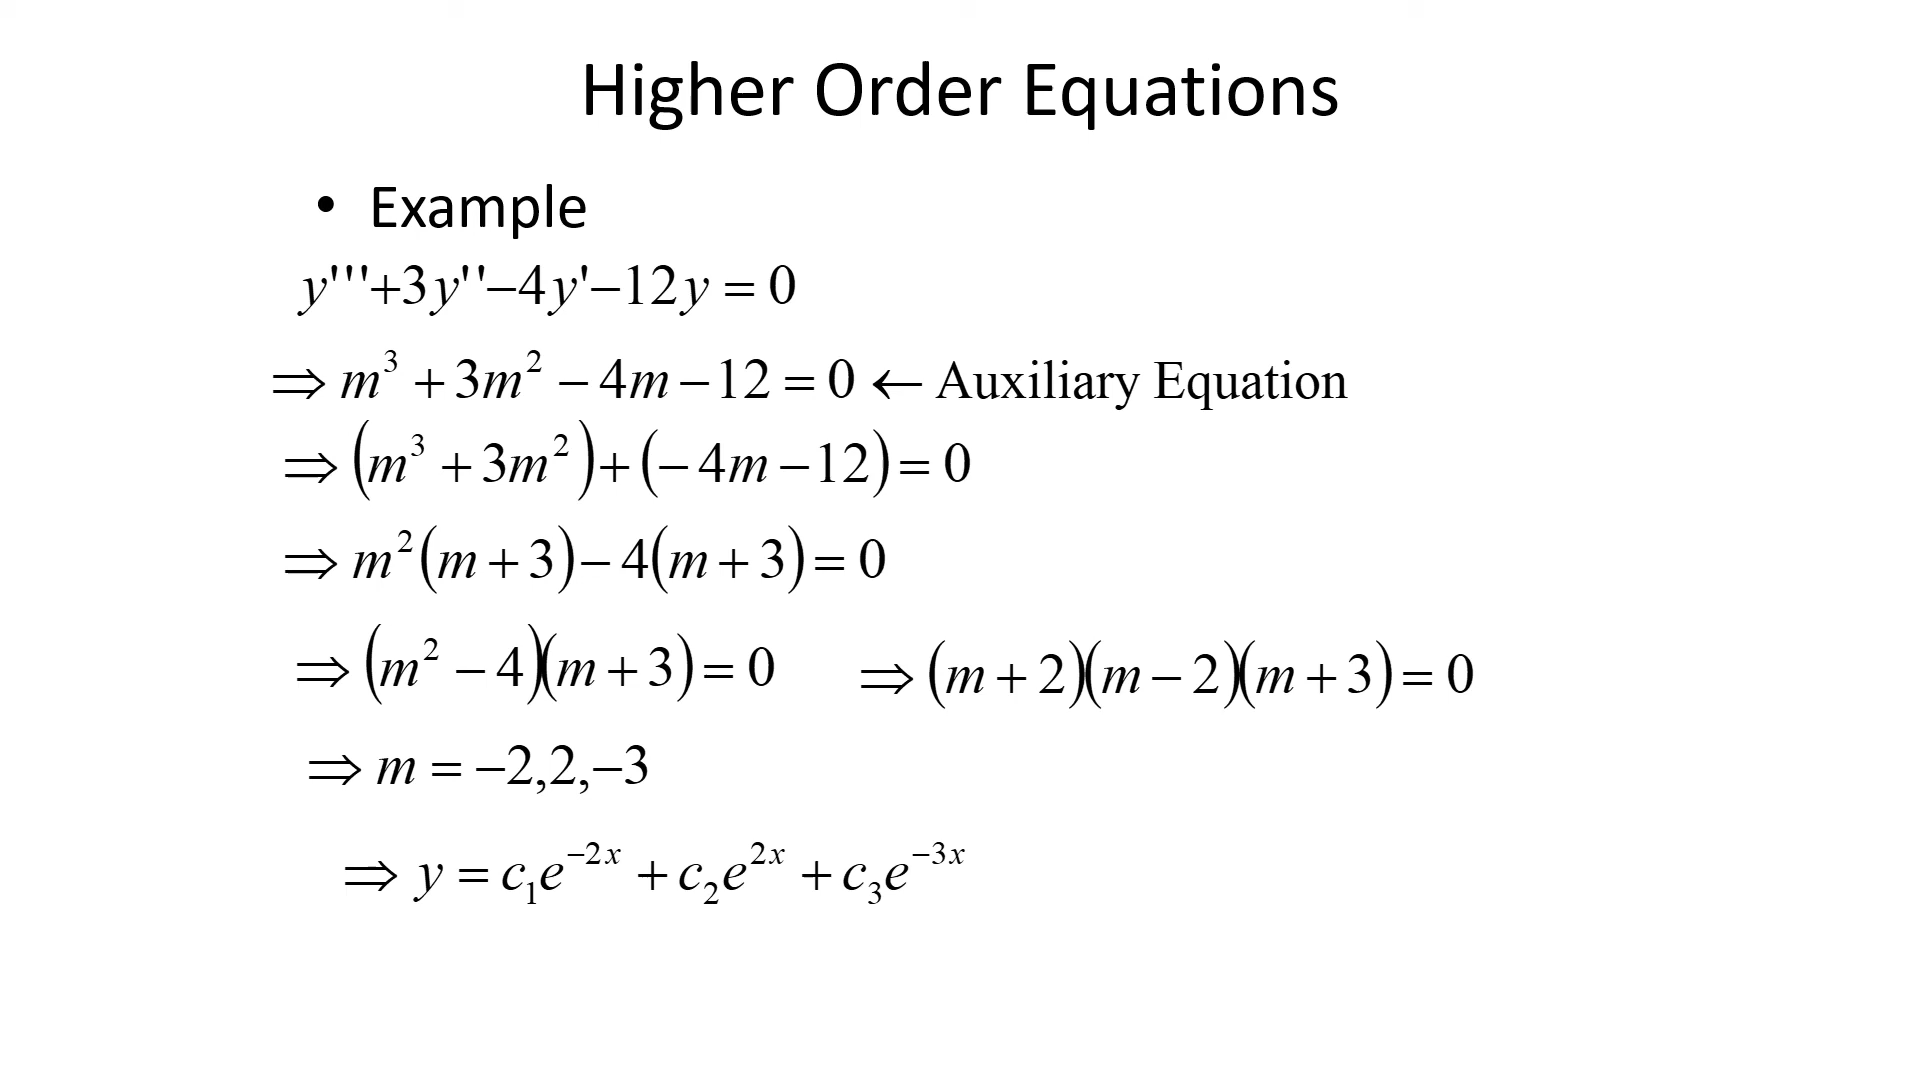 Higher Order Equations
• Example
y'''+3y''−4y'−12y = 0
⇒ m³ + 3m² − 4m − 12 = 0 ← Auxiliary Equation
⇒ (m³ + 3m²) + (− 4m − 12) = 0
⇒ m²(m + 3) − 4(m + 3) = 0
⇒ (m² − 4)(m + 3) = 0 ⇒ (m + 2)(m − 2)(m + 3) = 0
⇒ m = −2,2,−3
⇒ y = c₁e⁻²ˣ + c₂e²ˣ + c₃e⁻³ˣ